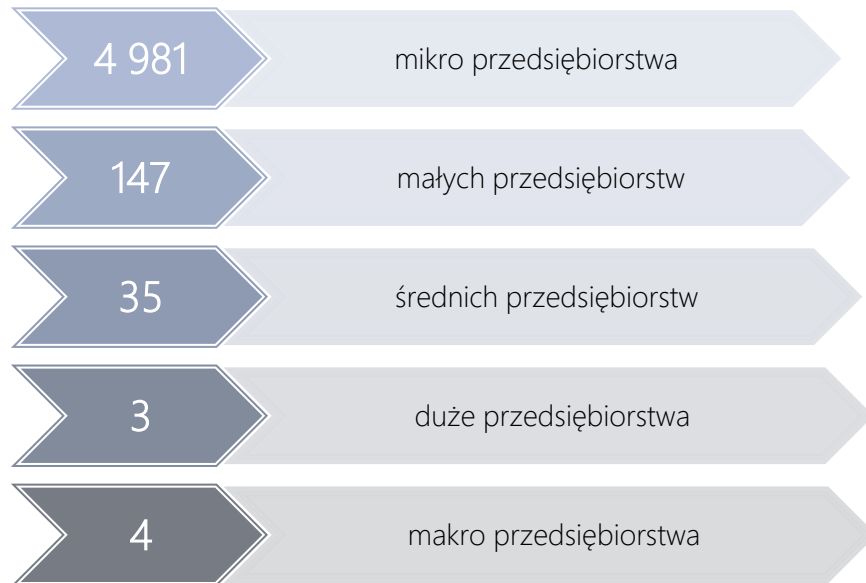 4 981 mikro przedsiębiorstwa
147 małych przedsiębiorstw
35 średnich przedsiębiorstw
3 duże przedsiębiorstwa
4 makro przedsiębiorstwa